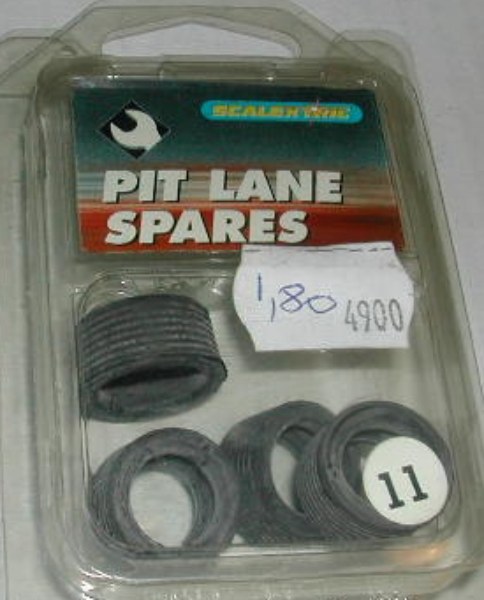 SCALEXTRIC
PIT LANE
SPARES
1,80
4900
11